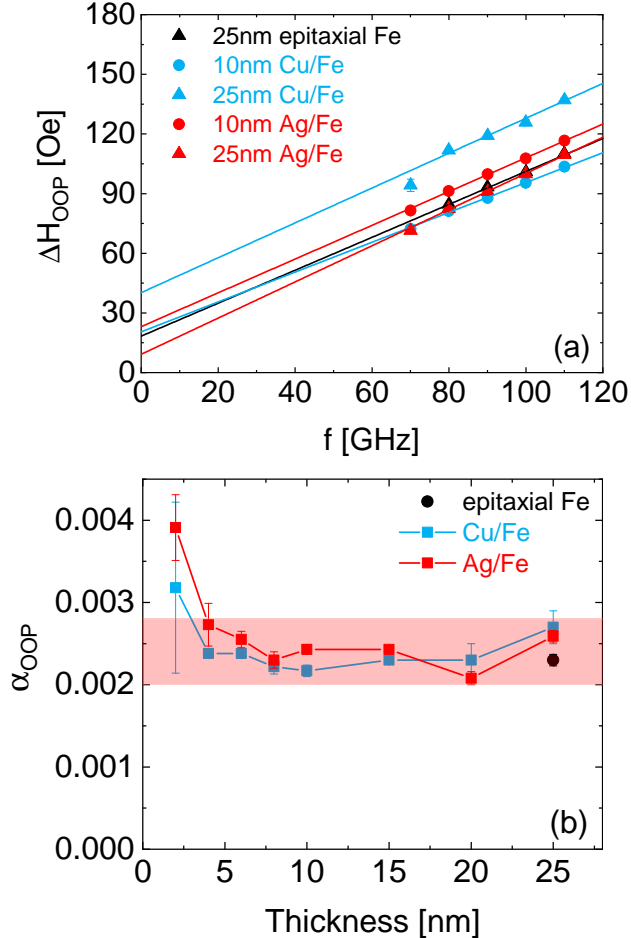 180
150
120
90
60
30
0
ΔH_OOP [Oe]
25nm epitaxial Fe
10nm Cu/Fe
25nm Cu/Fe
10nm Ag/Fe
25nm Ag/Fe
(a)
0 20 40 60 80 100 120
f [GHz]
0.004
0.003
0.002
0.001
0.000
α_OOP
epitaxial Fe
Cu/Fe
Ag/Fe
(b)
0 5 10 15 20 25
Thickness [nm]